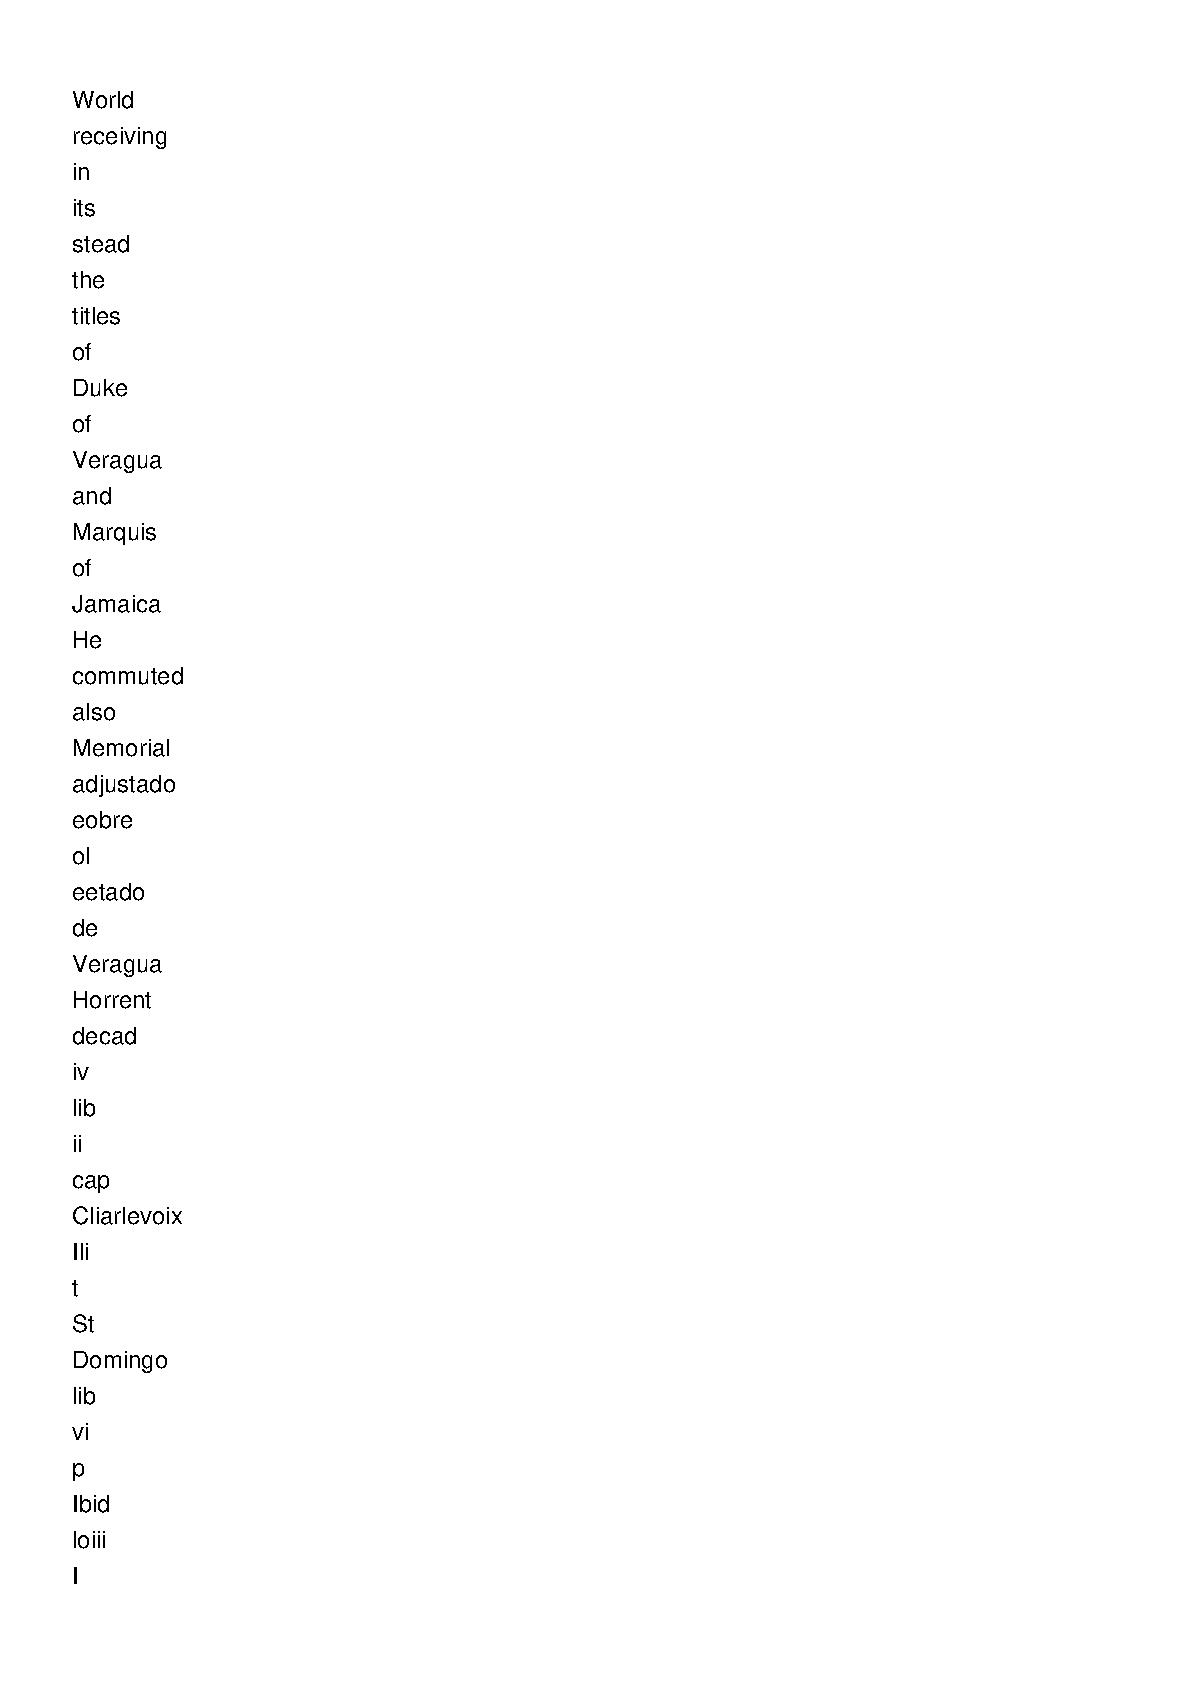 World
receiving
in
its
stead
the
titles
of
Duke
of
Veragua
and
Marquis
of
Jamaica
He
commuted
also
Memorial
adjustado
eobre
ol
eetado
de
Veragua
Horrent
decad
iv
lib
ii
cap
Cliarlevoix
Ili
t
St
Domingo
lib
vi
p
Ibid
loiii
I